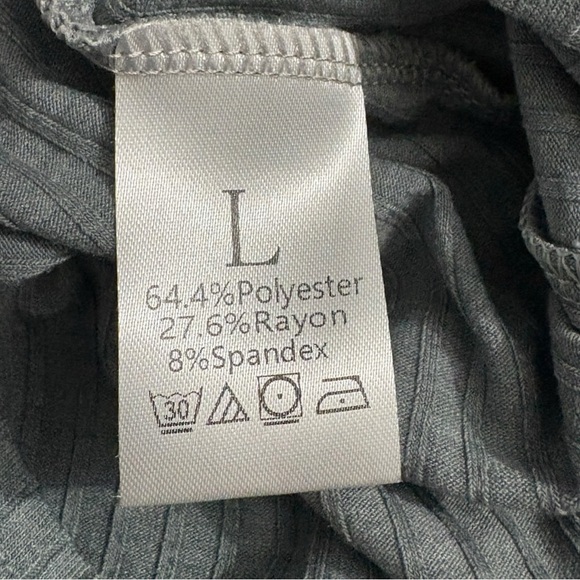 L
64.4%Polyester
27.6%Rayon
8%Spandex
30